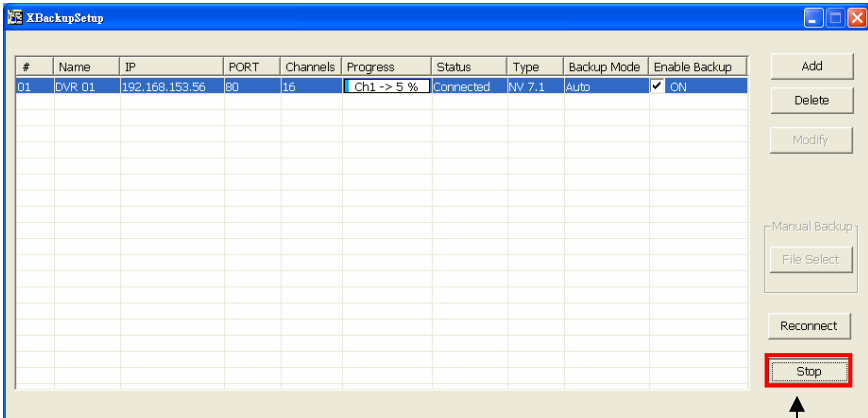 XBackupSetup
# Name IP PORT Channels Progress Status Type Backup Mode Enable Backup
01 DVR 01 192.168.153.56 80 16 Ch1 -> 5 % Connected NV 7.1 Auto ON
Add
Delete
Modify
Manual Backup
File Select
Reconnect
Stop